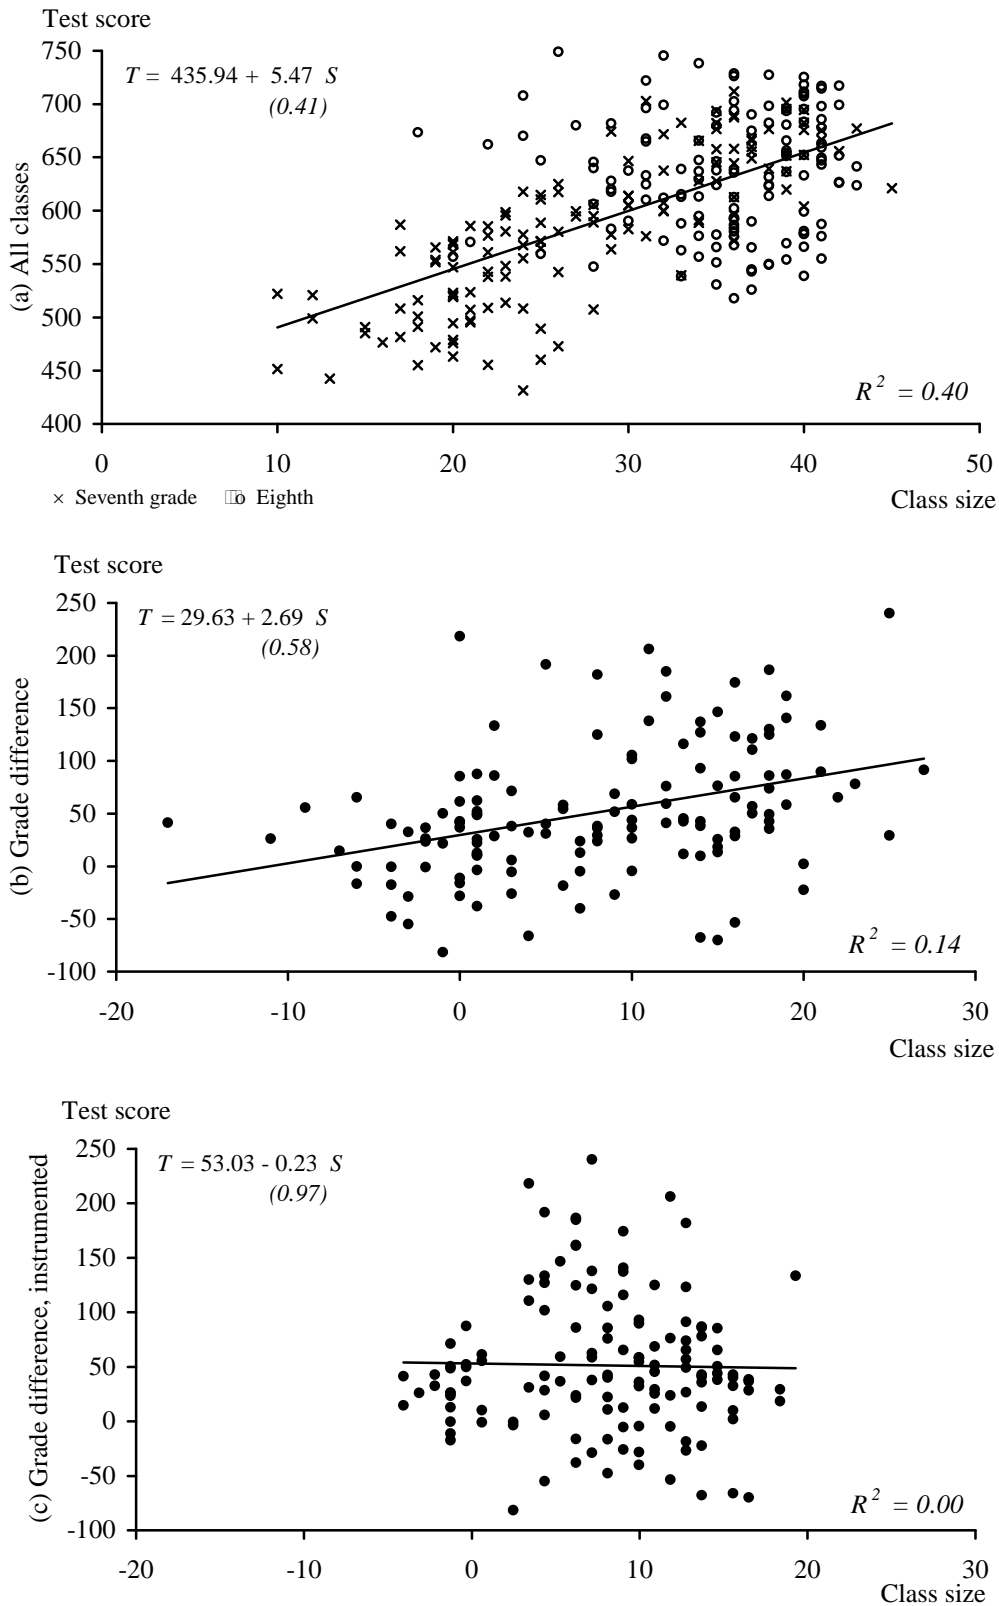 Test score
(a) All classes
750
700
650
600
550
500
450
400
T = 435.94 + 5.47 S
(0.41)
R² = 0.40
0 10 20 30 40 50
× Seventh grade o Eighth
Class size
Test score
(b) Grade difference
250
200
150
100
50
0
-50
-100
T = 29.63 + 2.69 S
(0.58)
R² = 0.14
-20 -10 0 10 20 30
Class size
Test score
(c) Grade difference, instrumented
250
200
150
100
50
0
-50
-100
T = 53.03 - 0.23 S
(0.97)
R² = 0.00
-20 -10 0 10 20 30
Class size